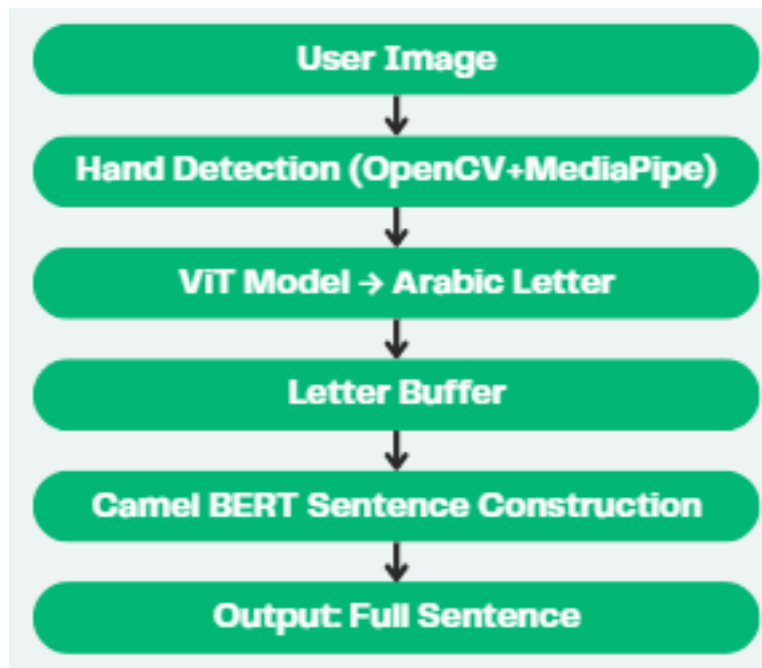 User Image
Hand Detection (OpenCV+MediaPipe)
ViT Model → Arabic Letter
Letter Buffer
Camel BERT Sentence Construction
Output: Full Sentence